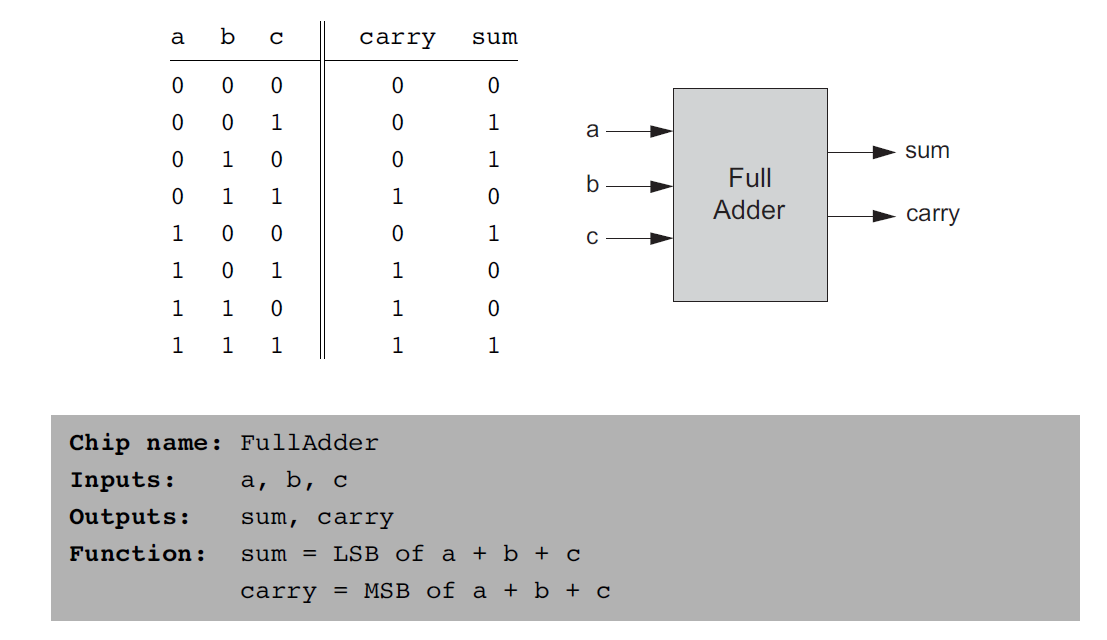 a b c carry sum
0 0 0 0 0
0 0 1 0 1
0 1 0 0 1
0 1 1 1 0
1 0 0 0 1
1 0 1 1 0
1 1 0 1 0
1 1 1 1 1
a
b
c
Full
Adder
sum
carry
Chip name: FullAdder
Inputs: a, b, c
Outputs: sum, carry
Function: sum = LSB of a + b + c
carry = MSB of a + b + c